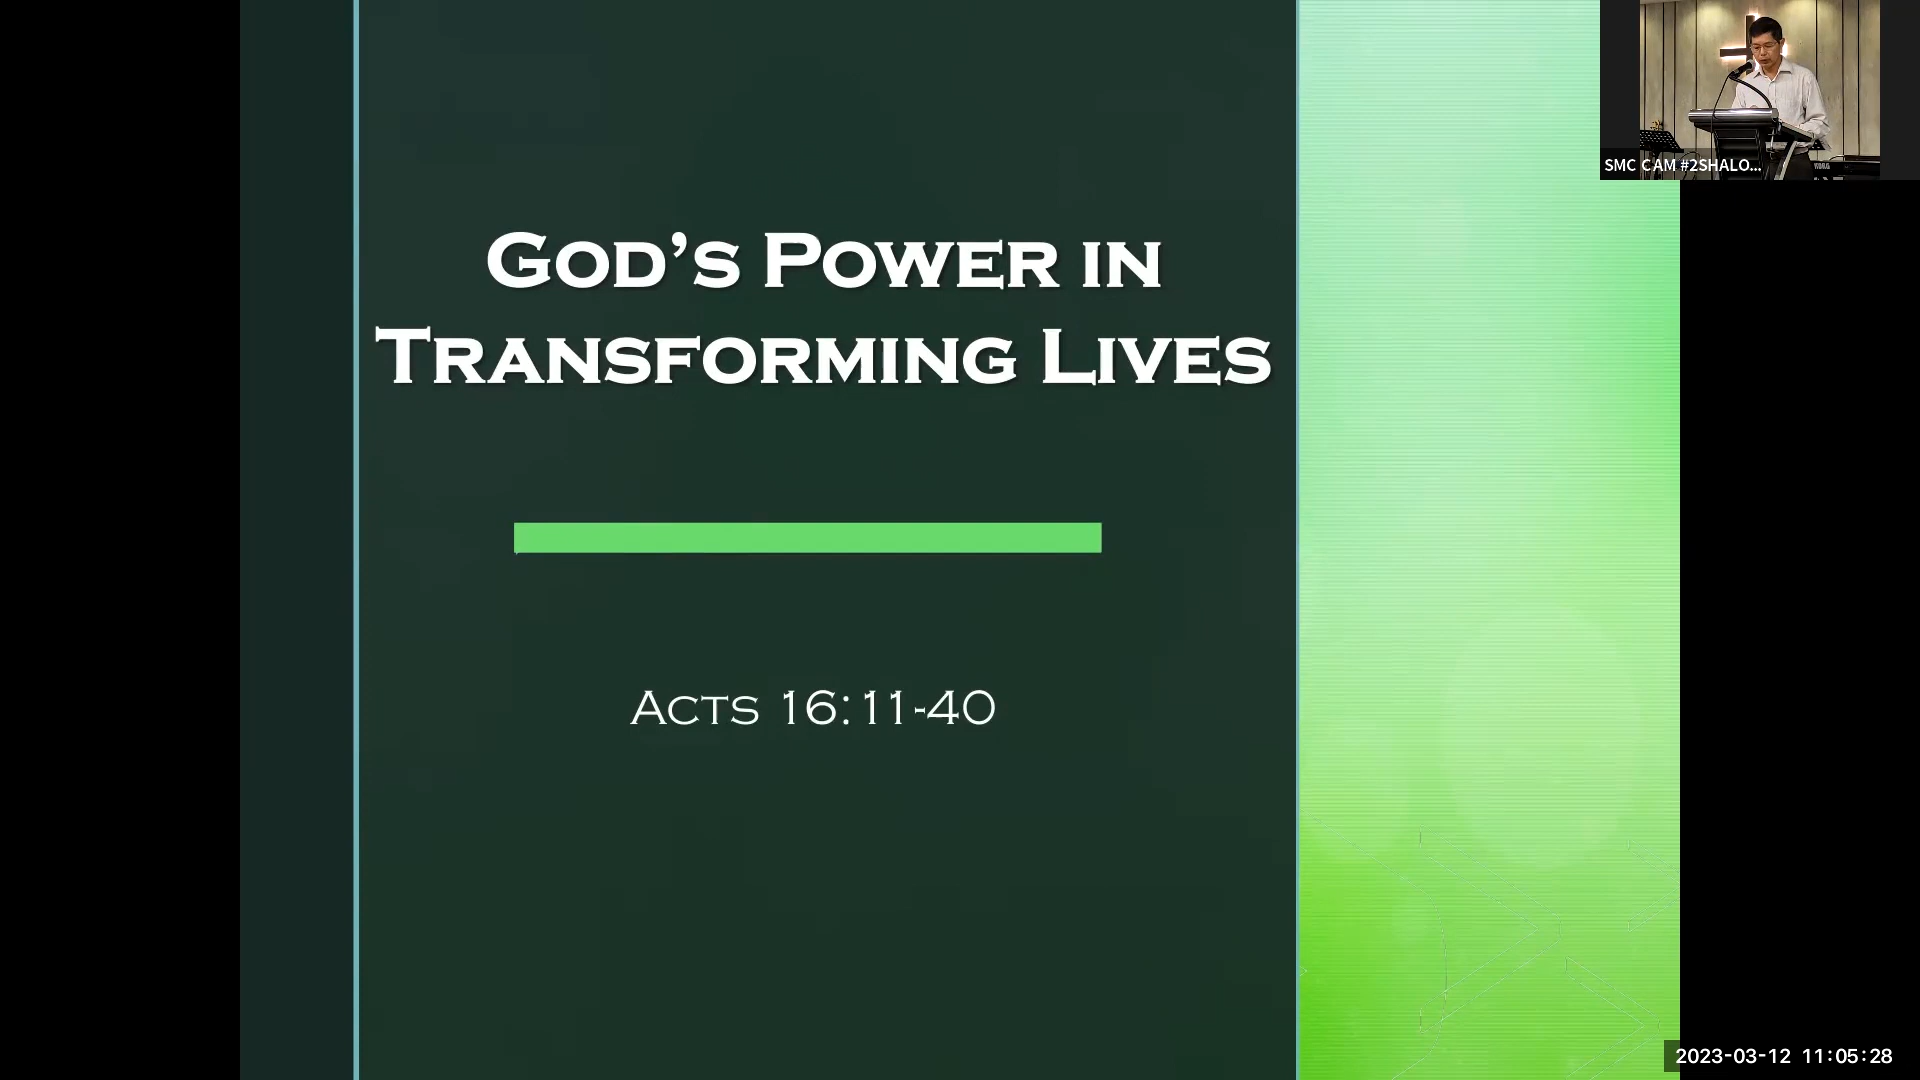 God's Power in
Transforming Lives
Acts 16:11-40
SMC CAM #2SHALO...
2023-03-12 11:05:28